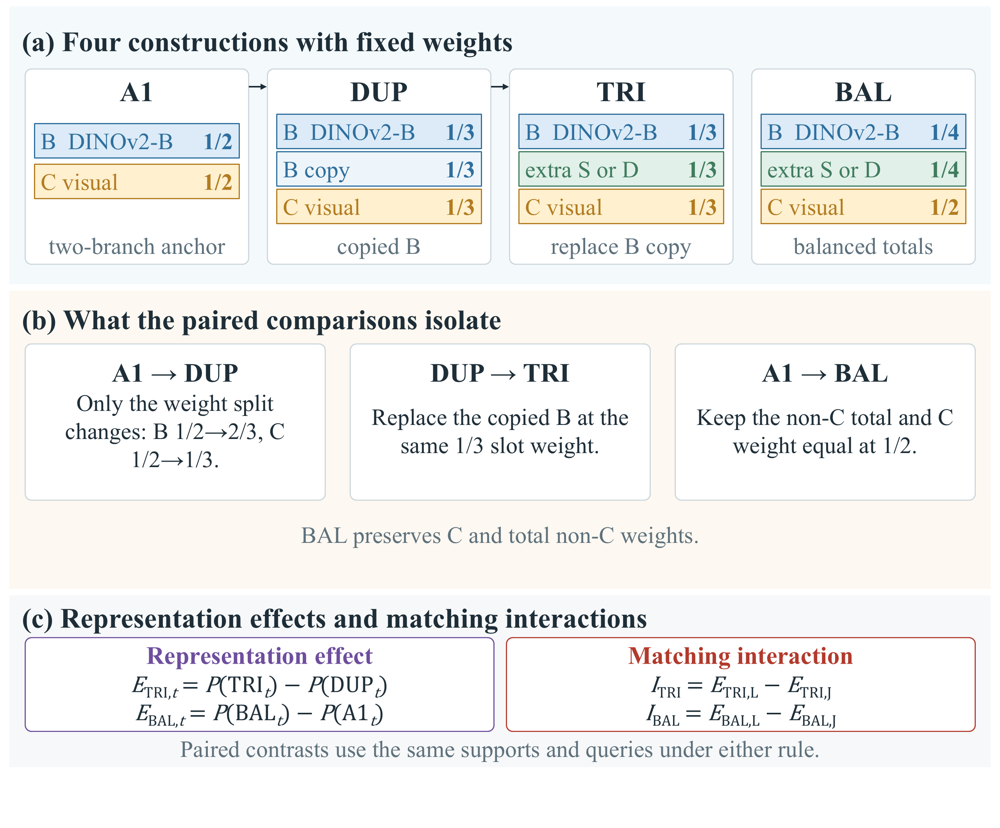 (a) Four constructions with fixed weights
A1
B DINOv2-B 1/2
C visual 1/2
two-branch anchor
DUP
B DINOv2-B 1/3
B copy 1/3
C visual 1/3
copied B
TRI
B DINOv2-B 1/3
extra S or D 1/3
C visual 1/3
replace B copy
BAL
B DINOv2-B 1/4
extra S or D 1/4
C visual 1/2
balanced totals
(b) What the paired comparisons isolate
A1 → DUP
Only the weight split
changes: B 1/2→2/3, C
1/2→1/3.
DUP → TRI
Replace the copied B at the
same 1/3 slot weight.
A1 → BAL
Keep the non-C total and C
weight equal at 1/2.
BAL preserves C and total non-C weights.
(c) Representation effects and matching interactions
Representation effect
E_TRI,t = P(TRI_t) − P(DUP_t)
E_BAL,t = P(BAL_t) − P(A1_t)
Matching interaction
I_TRI = E_TRI,L − E_TRI,J
I_BAL = E_BAL,L − E_BAL,J
Paired contrasts use the same supports and queries under either rule.